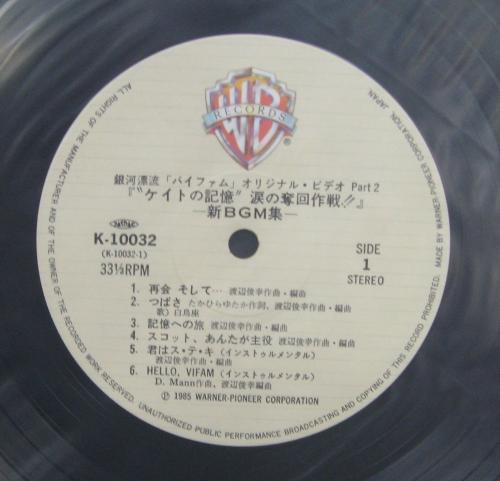 WB
RECORDS
銀河漂流「バイファム」オリジナル・ビデオ Part 2
『“ケイトの記憶” 涙の奪回作戦!!』
―新BGM集―
K-10032
(K-10032-1)
33⅓RPM
SIDE
1
STEREO
1. 再会 そして… 渡辺俊幸作曲・編曲
2. つばさ たかひらゆたか作詞、渡辺俊幸作曲・編曲
歌) 白鳥座
3. 記憶への旅 渡辺俊幸作曲・編曲
4. スコット、あんたが主役 渡辺俊幸作曲・編曲
5. 君はス・テ・キ (インストゥルメンタル)
渡辺俊幸作曲・編曲
6. HELLO, VIFAM (インストゥルメンタル)
D. Mann作曲、渡辺俊幸編曲
Ⓟ 1985 WARNER-PIONEER CORPORATION
ALL RIGHTS OF THE MANUFACTURER AND OF THE OWNER OF THE RECORDED WORK RESERVED. UNAUTHORIZED PUBLIC PERFORMANCE BROADCASTING AND COPYING OF THIS RECORD PROHIBITED. MADE BY WARNER-PIONEER CORPORATION, JAPAN